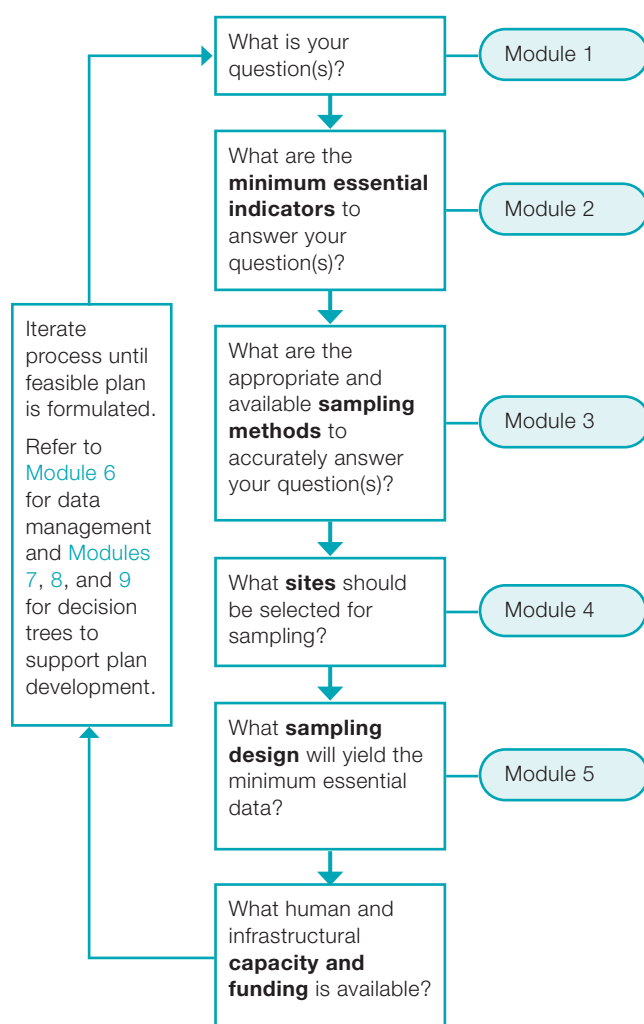 What is your
question(s)?
Module 1
What are the
minimum essential
indicators to
answer your
question(s)?
Module 2
What are the
appropriate and
available sampling
methods to
accurately answer
your question(s)?
Module 3
What sites should
be selected for
sampling?
Module 4
What sampling
design will yield the
minimum essential
data?
Module 5
What human and
infrastructural
capacity and
funding is available?
Iterate
process until
feasible plan
is formulated.
Refer to
Module 6
for data
management
and Modules
7, 8, and 9
for decision
trees to
support plan
development.